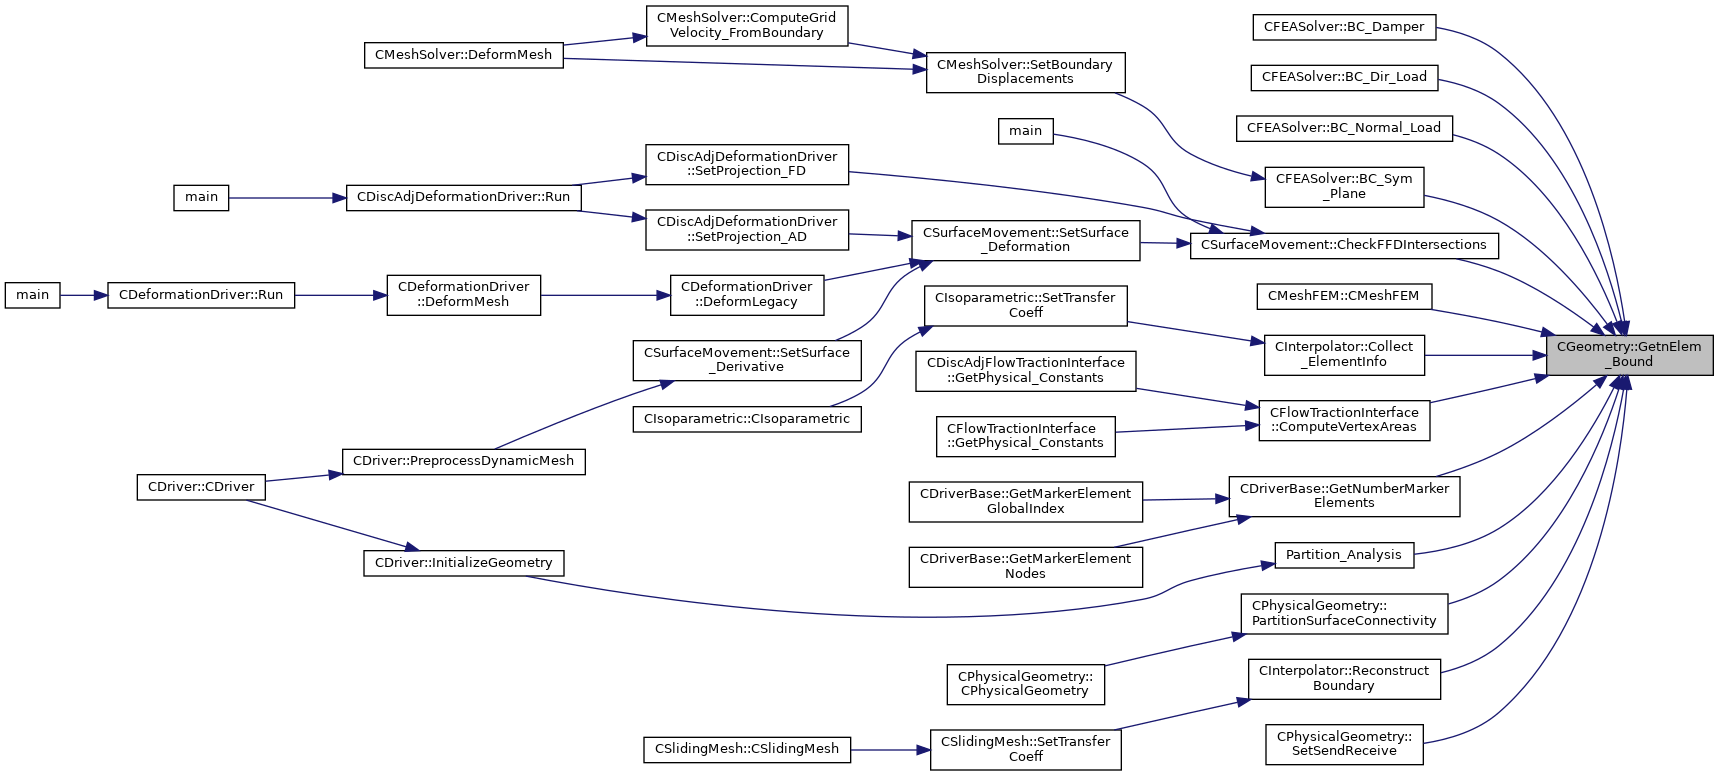 CMeshSolver::ComputeGrid
Velocity_FromBoundary
CMeshSolver::DeformMesh
CMeshSolver::SetBoundary
Displacements
main
CDiscAdjDeformationDriver
::SetProjection_FD
main
CDiscAdjDeformationDriver::Run
CDiscAdjDeformationDriver
::SetProjection_AD
CSurfaceMovement::SetSurface
_Deformation
main
CDeformationDriver::Run
CDeformationDriver
::DeformMesh
CDeformationDriver
::DeformLegacy
CIsoparametric::SetTransfer
Coeff
CSurfaceMovement::SetSurface
_Derivative
CDiscAdjFlowTractionInterface
::GetPhysical_Constants
CIsoparametric::CIsoparametric
CFlowTractionInterface
::GetPhysical_Constants
CDriver::PreprocessDynamicMesh
CDriver::CDriver
CDriverBase::GetMarkerElement
GlobalIndex
CDriverBase::GetMarkerElement
Nodes
CDriver::InitializeGeometry
CPhysicalGeometry::
CPhysicalGeometry
CSlidingMesh::CSlidingMesh
CSlidingMesh::SetTransfer
Coeff
CFEASolver::BC_Damper
CFEASolver::BC_Dir_Load
CFEASolver::BC_Normal_Load
CFEASolver::BC_Sym
_Plane
CSurfaceMovement::CheckFFDIntersections
CMeshFEM::CMeshFEM
CInterpolator::Collect
_ElementInfo
CFlowTractionInterface
::ComputeVertexAreas
CDriverBase::GetNumberMarker
Elements
Partition_Analysis
CPhysicalGeometry::
PartitionSurfaceConnectivity
CInterpolator::Reconstruct
Boundary
CPhysicalGeometry::
SetSendReceive
CGeometry::GetnElem
_Bound